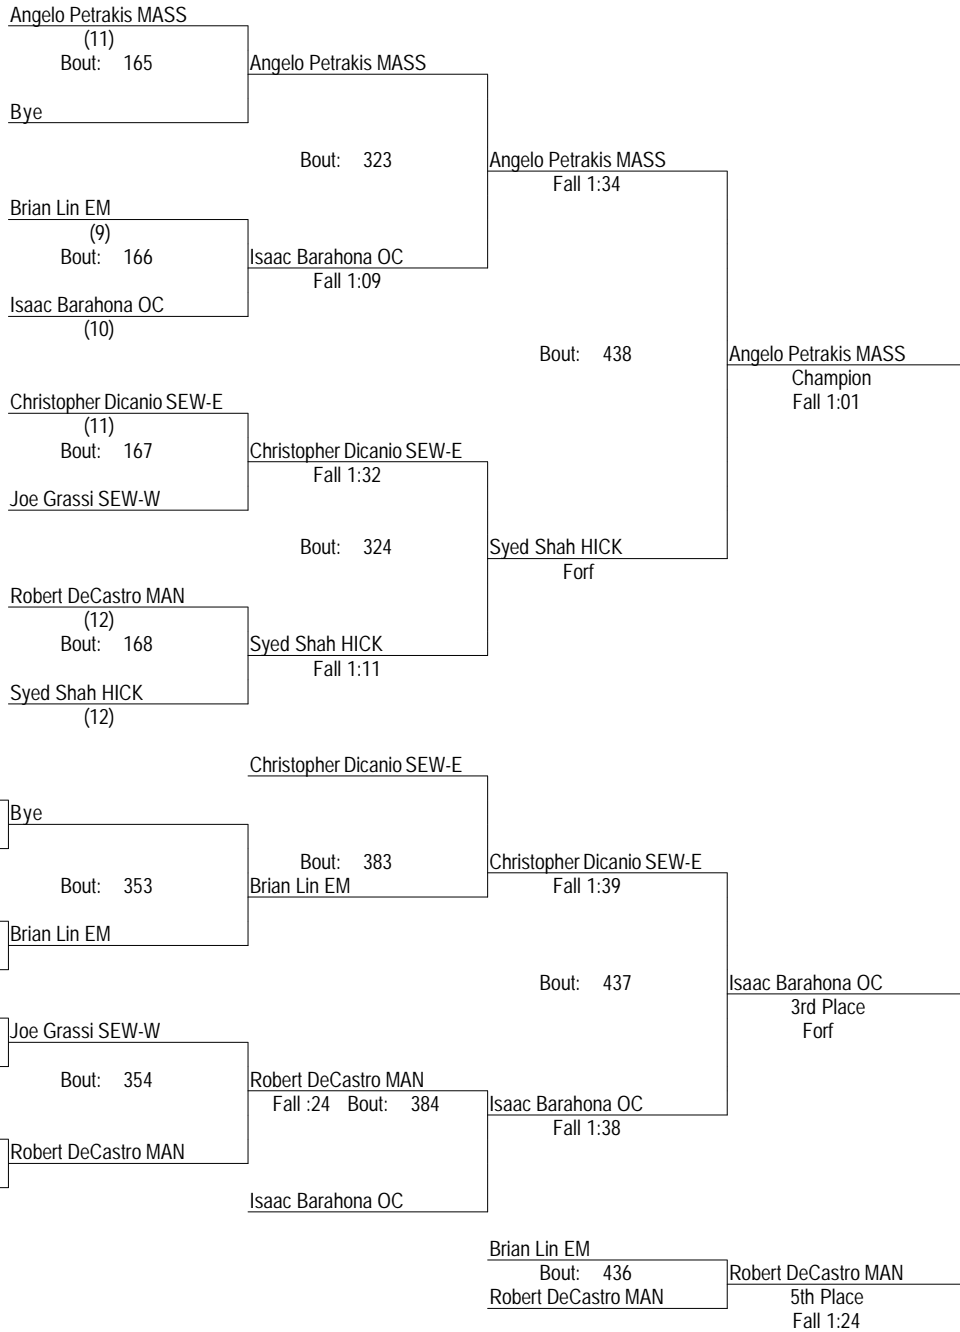 Angelo Petrakis MASS
(11)
Bout: 165
Angelo Petrakis MASS
Bye
Bout: 323
Angelo Petrakis MASS
Fall 1:34
Brian Lin EM
(9)
Bout: 166
Isaac Barahona OC
Fall 1:09
Isaac Barahona OC
(10)
Bout: 438
Angelo Petrakis MASS
Champion
Fall 1:01
Christopher Dicanio SEW-E
(11)
Bout: 167
Christopher Dicanio SEW-E
Fall 1:32
Joe Grassi SEW-W
Bout: 324
Syed Shah HICK
Forf
Robert DeCastro MAN
(12)
Bout: 168
Syed Shah HICK
Fall 1:11
Syed Shah HICK
(12)
Christopher Dicanio SEW-E
Bye
Bout: 383
Christopher Dicanio SEW-E
Fall 1:39
Bout: 353
Brian Lin EM
Brian Lin EM
Bout: 437
Isaac Barahona OC
3rd Place
Forf
Joe Grassi SEW-W
Bout: 354
Robert DeCastro MAN
Fall :24 Bout: 384
Isaac Barahona OC
Fall 1:38
Robert DeCastro MAN
Isaac Barahona OC
Brian Lin EM
Bout: 436
Robert DeCastro MAN
Robert DeCastro MAN
5th Place
Fall 1:24